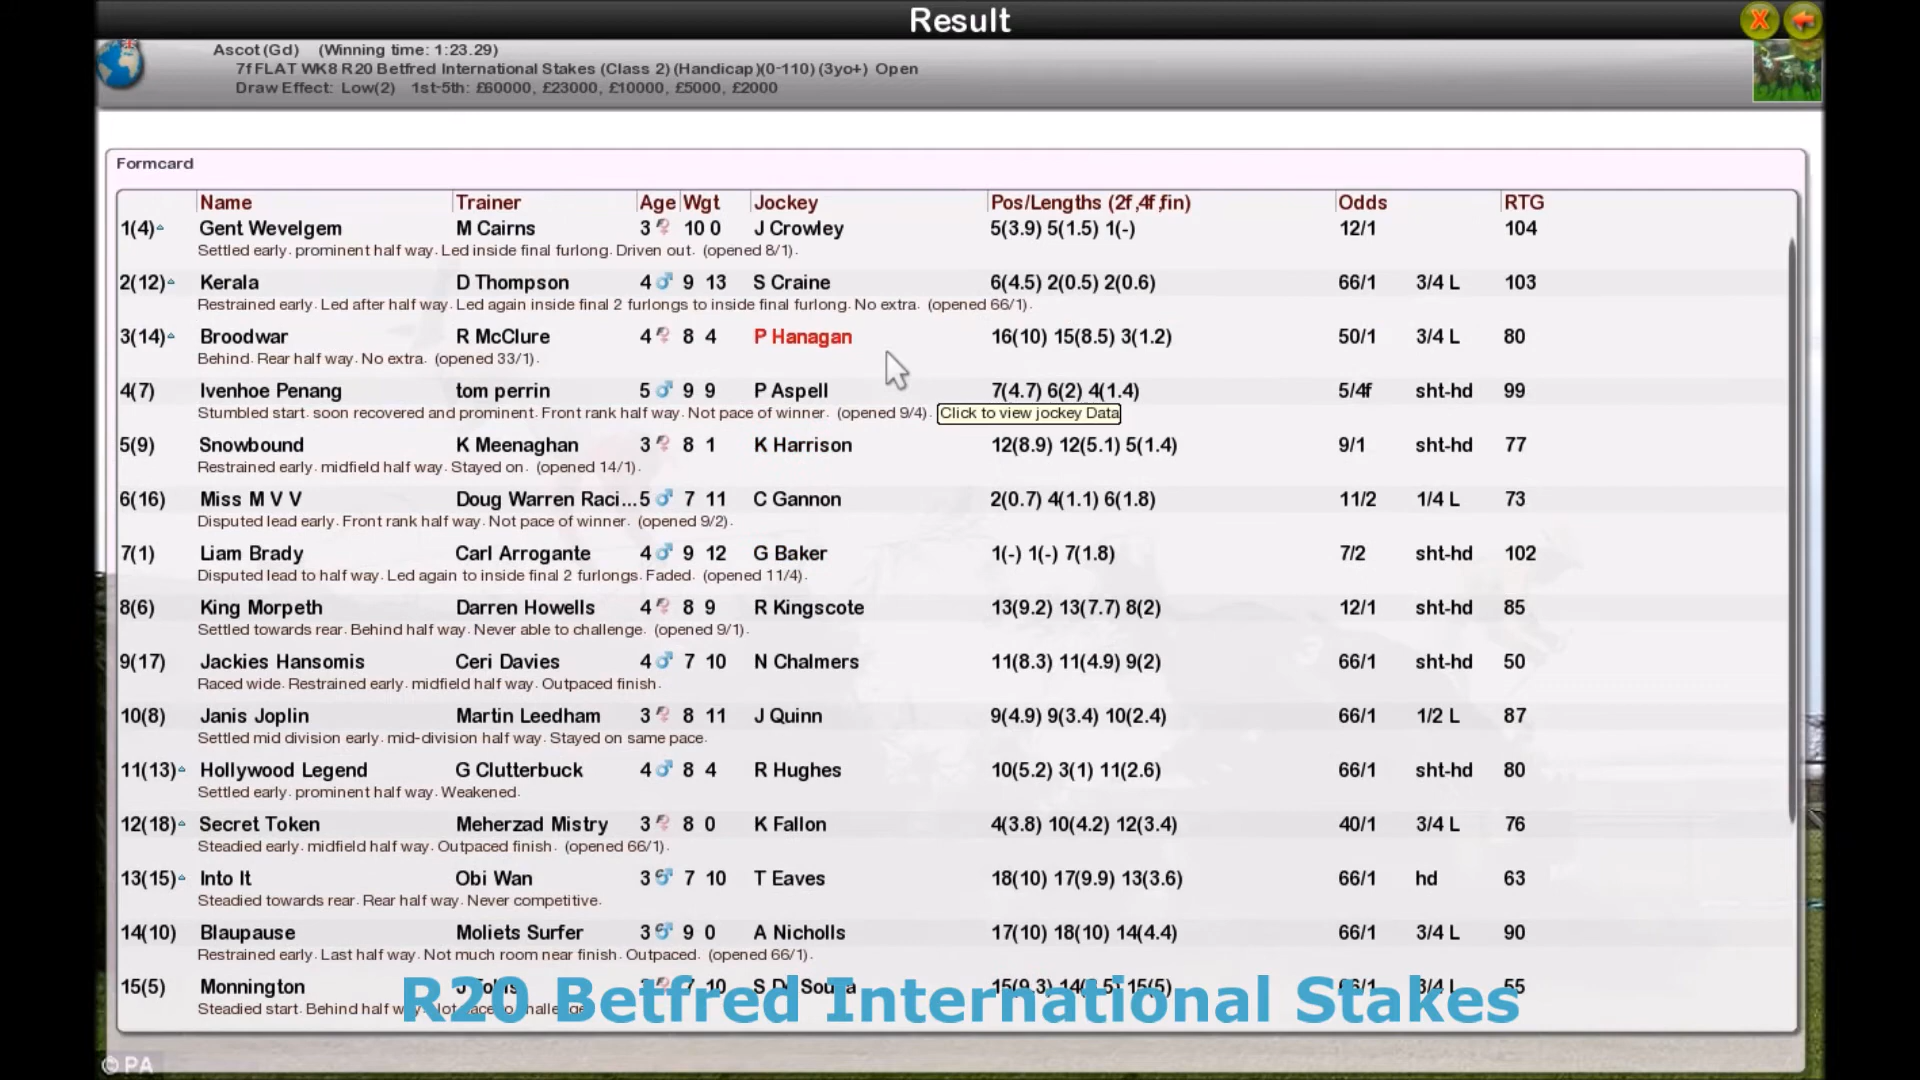 Result
Ascot (Gd) (Winning time: 1:23.29)
7f FLAT WK8 R20 Betfred International Stakes (Class 2) (Handicap)(0-110) (3yo+) Open
Draw Effect: Low(2) 1st-5th: £60000, £23000, £10000, £5000, £2000
Formcard
Name Trainer Age Wgt Jockey Pos/Lengths (2f,4f,fin) Odds RTG
1(4) Gent Wevelgem M Cairns 3 10 0 J Crowley 5(3.9) 5(1.5) 1(-) 12/1 104
Settled early. prominent half way. Led inside final furlong. Driven out. (opened 8/1).
2(12) Kerala D Thompson 4 9 13 S Craine 6(4.5) 2(0.5) 2(0.6) 66/1 3/4 L 103
Restrained early. Led after half way. Led again inside final 2 furlongs to inside final furlong. No extra. (opened 66/1).
3(14) Broodwar R McClure 4 8 4 P Hanagan 16(10) 15(8.5) 3(1.2) 50/1 3/4 L 80
Behind. Rear half way. No extra. (opened 33/1).
4(7) Ivenhoe Penang tom perrin 5 9 9 P Aspell 7(4.7) 6(2) 4(1.4) 5/4f sht-hd 99
Stumbled start. soon recovered and prominent. Front rank half way. Not pace of winner. (opened 9/4). Click to view jockey Data
5(9) Snowbound K Meenaghan 3 8 1 K Harrison 12(8.9) 12(5.1) 5(1.4) 9/1 sht-hd 77
Restrained early. midfield half way. Stayed on. (opened 14/1).
6(16) Miss M V V Doug Warren Raci... 5 7 11 C Gannon 2(0.7) 4(1.1) 6(1.8) 11/2 1/4 L 73
Disputed lead early. Front rank half way. Not pace of winner. (opened 9/2).
7(1) Liam Brady Carl Arrogante 4 9 12 G Baker 1(-) 1(-) 7(1.8) 7/2 sht-hd 102
Disputed lead to half way. Led again to inside final 2 furlongs. Faded. (opened 11/4).
8(6) King Morpeth Darren Howells 4 8 9 R Kingscote 13(9.2) 13(7.7) 8(2) 12/1 sht-hd 85
Settled towards rear. Behind half way. Never able to challenge. (opened 9/1).
9(17) Jackies Hansomis Ceri Davies 4 7 10 N Chalmers 11(8.3) 11(4.9) 9(2) 66/1 sht-hd 50
Raced wide. Restrained early. midfield half way. Outpaced finish.
10(8) Janis Joplin Martin Leedham 3 8 11 J Quinn 9(4.9) 9(3.4) 10(2.4) 66/1 1/2 L 87
Settled mid division early. mid-division half way. Stayed on same pace.
11(13) Hollywood Legend G Clutterbuck 4 8 4 R Hughes 10(5.2) 3(1) 11(2.6) 66/1 sht-hd 80
Settled early. prominent half way. Weakened.
12(18) Secret Token Meherzad Mistry 3 8 0 K Fallon 4(3.8) 10(4.2) 12(3.4) 40/1 3/4 L 76
Steadied early. midfield half way. Outpaced finish. (opened 66/1).
13(15) Into It Obi Wan 3 7 10 T Eaves 18(10) 17(9.9) 13(3.6) 66/1 hd 63
Steadied towards rear. Rear half way. Never competitive.
14(10) Blaupause Moliets Surfer 3 9 0 A Nicholls 17(10) 18(10) 14(4.4) 66/1 3/4 L 90
Restrained early. Last half way. Not much room near finish. Outpaced. (opened 66/1).
15(5) Monnington 10 15(5) 3/4 L 55
Steadied start. Behind half way.
R20 Betfred International Stakes
© PA